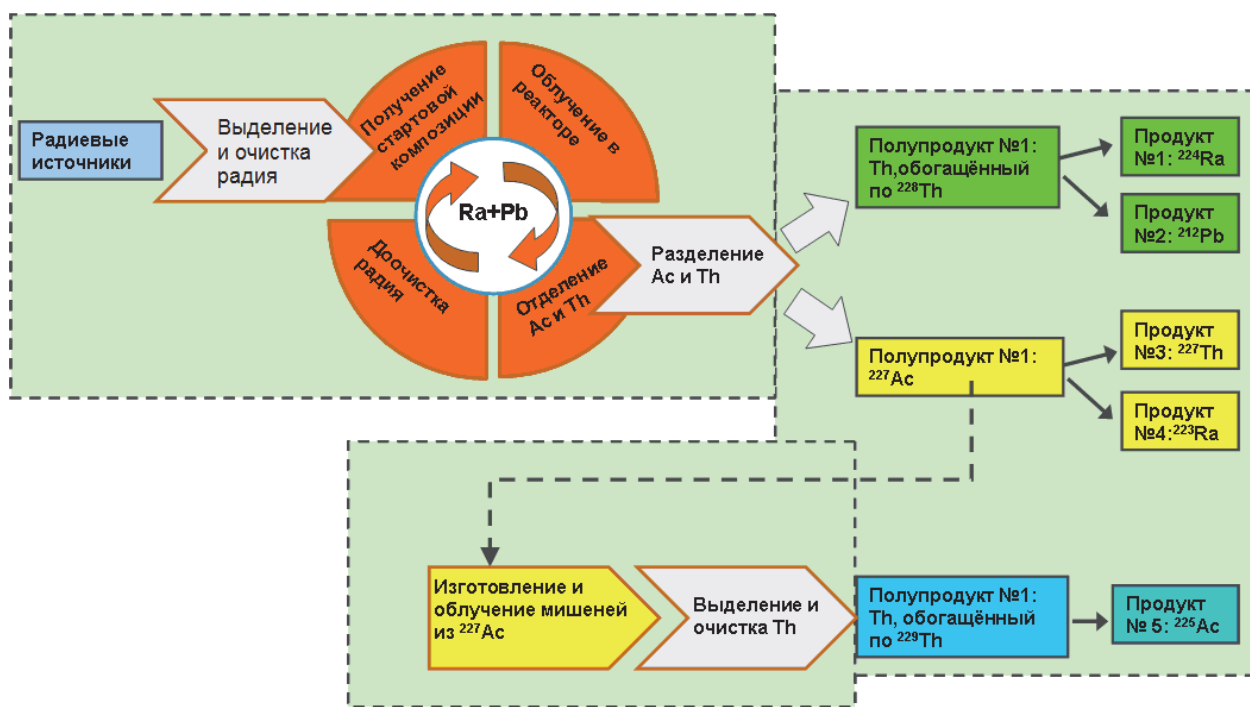 Радиевые
источники
Выделение
и очистка
радия
Получение
стартовой
композиции
Облучение в
реакторе
Ra+Pb
Доочистка
радия
Отделение
Ac и Th
Разделение
Ac и Th
Полупродукт №1:
Th,обогащённый
по ²²⁸Th
Продукт
№1: ²²⁴Ra
Продукт
№2: ²¹²Pb
Полупродукт №1:
²²⁷Ac
Продукт
№3: ²²⁷Th
Продукт
№4:²²³Ra
Изготовление и
облучение мишеней
из ²²⁷Ac
Выделение и
очистка Th
Полупродукт №1:
Th, обогащённый
по ²²⁹Th
Продукт
№ 5: ²²⁵Ac